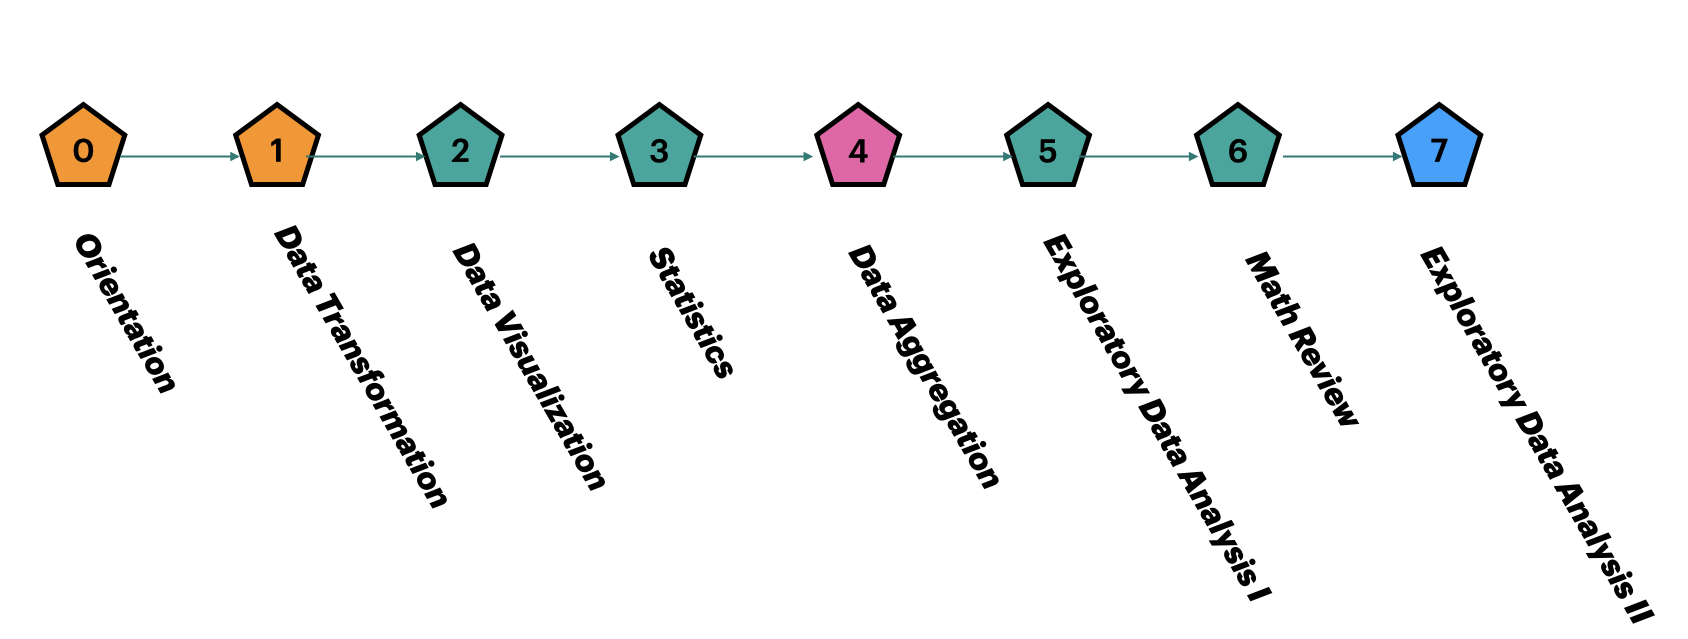 0
1
2
3
4
5
6
7
Orientation
Data Transformation
Data Visualization
Statistics
Data Aggregation
Exploratory Data Analysis I
Math Review
Exploratory Data Analysis II